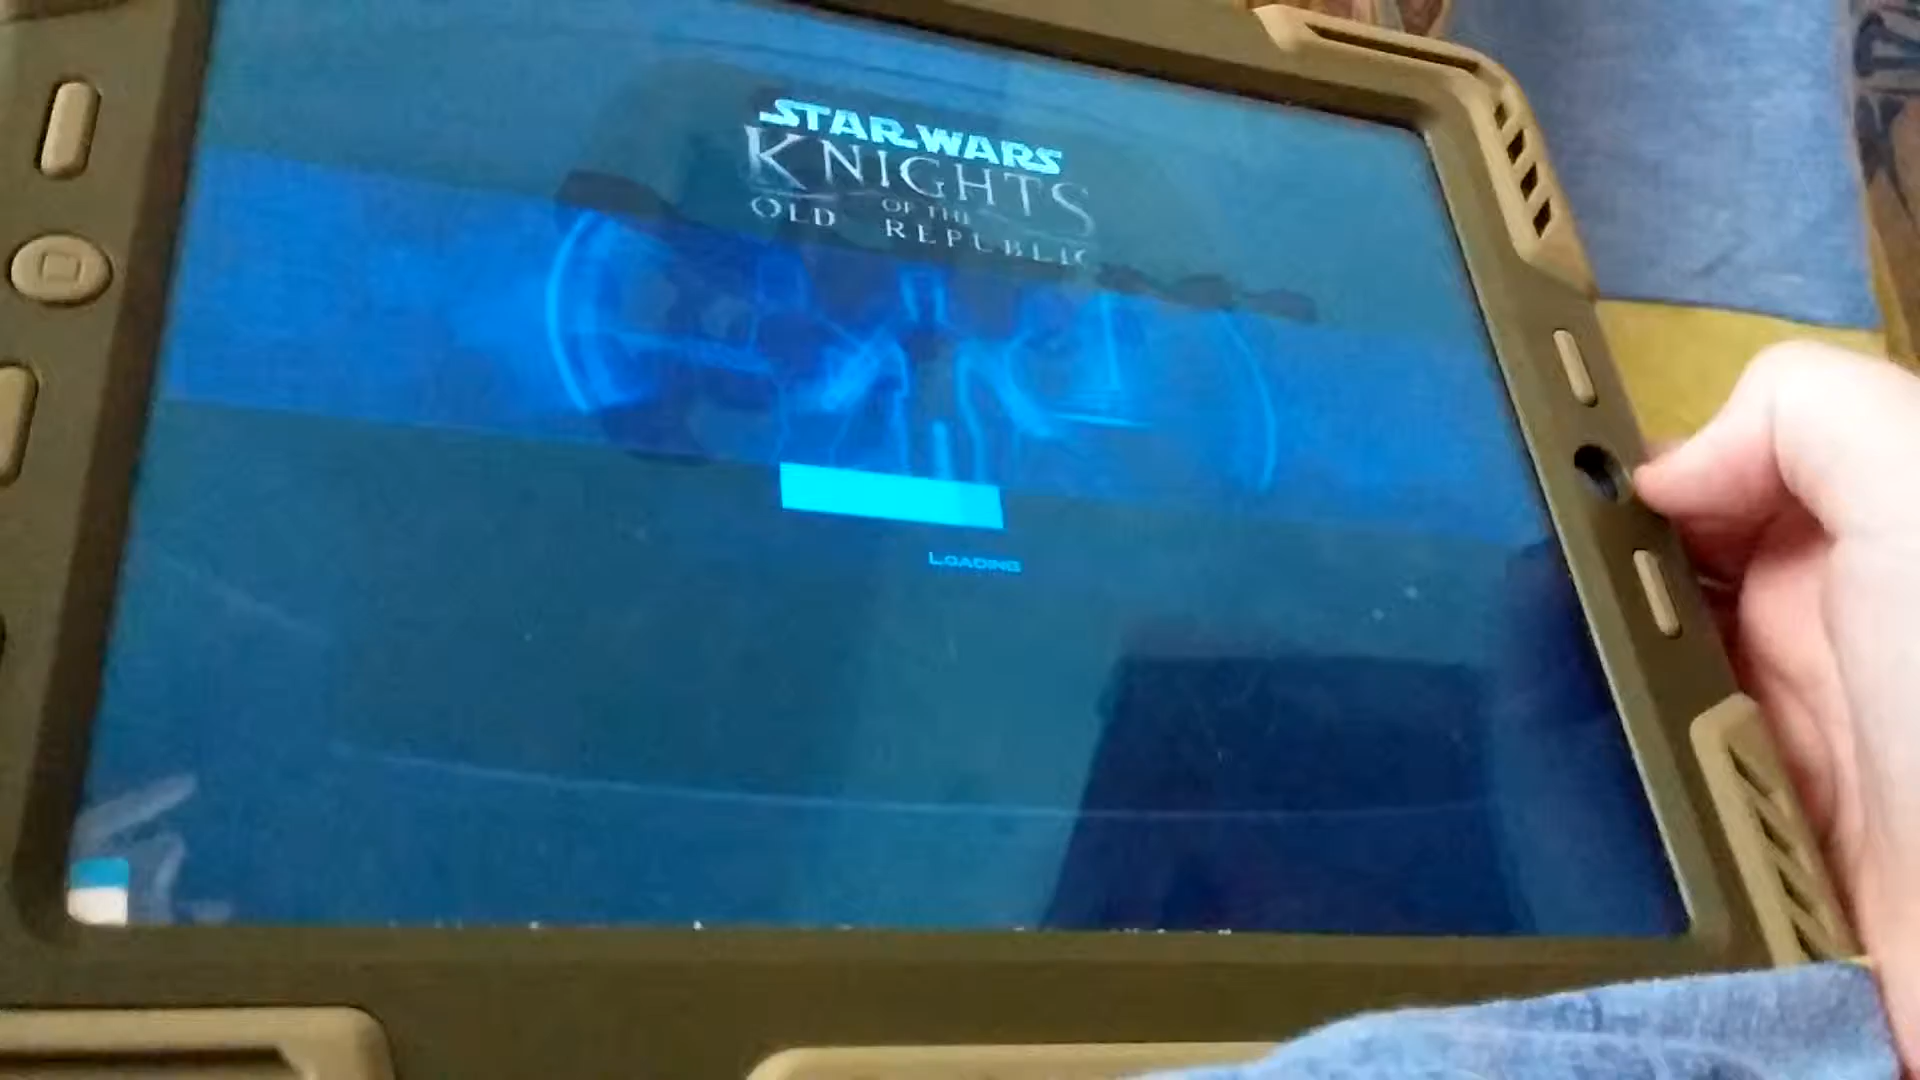 STAR WARS
KNIGHTS
OF THE
OLD REPUBLIC
LOADING